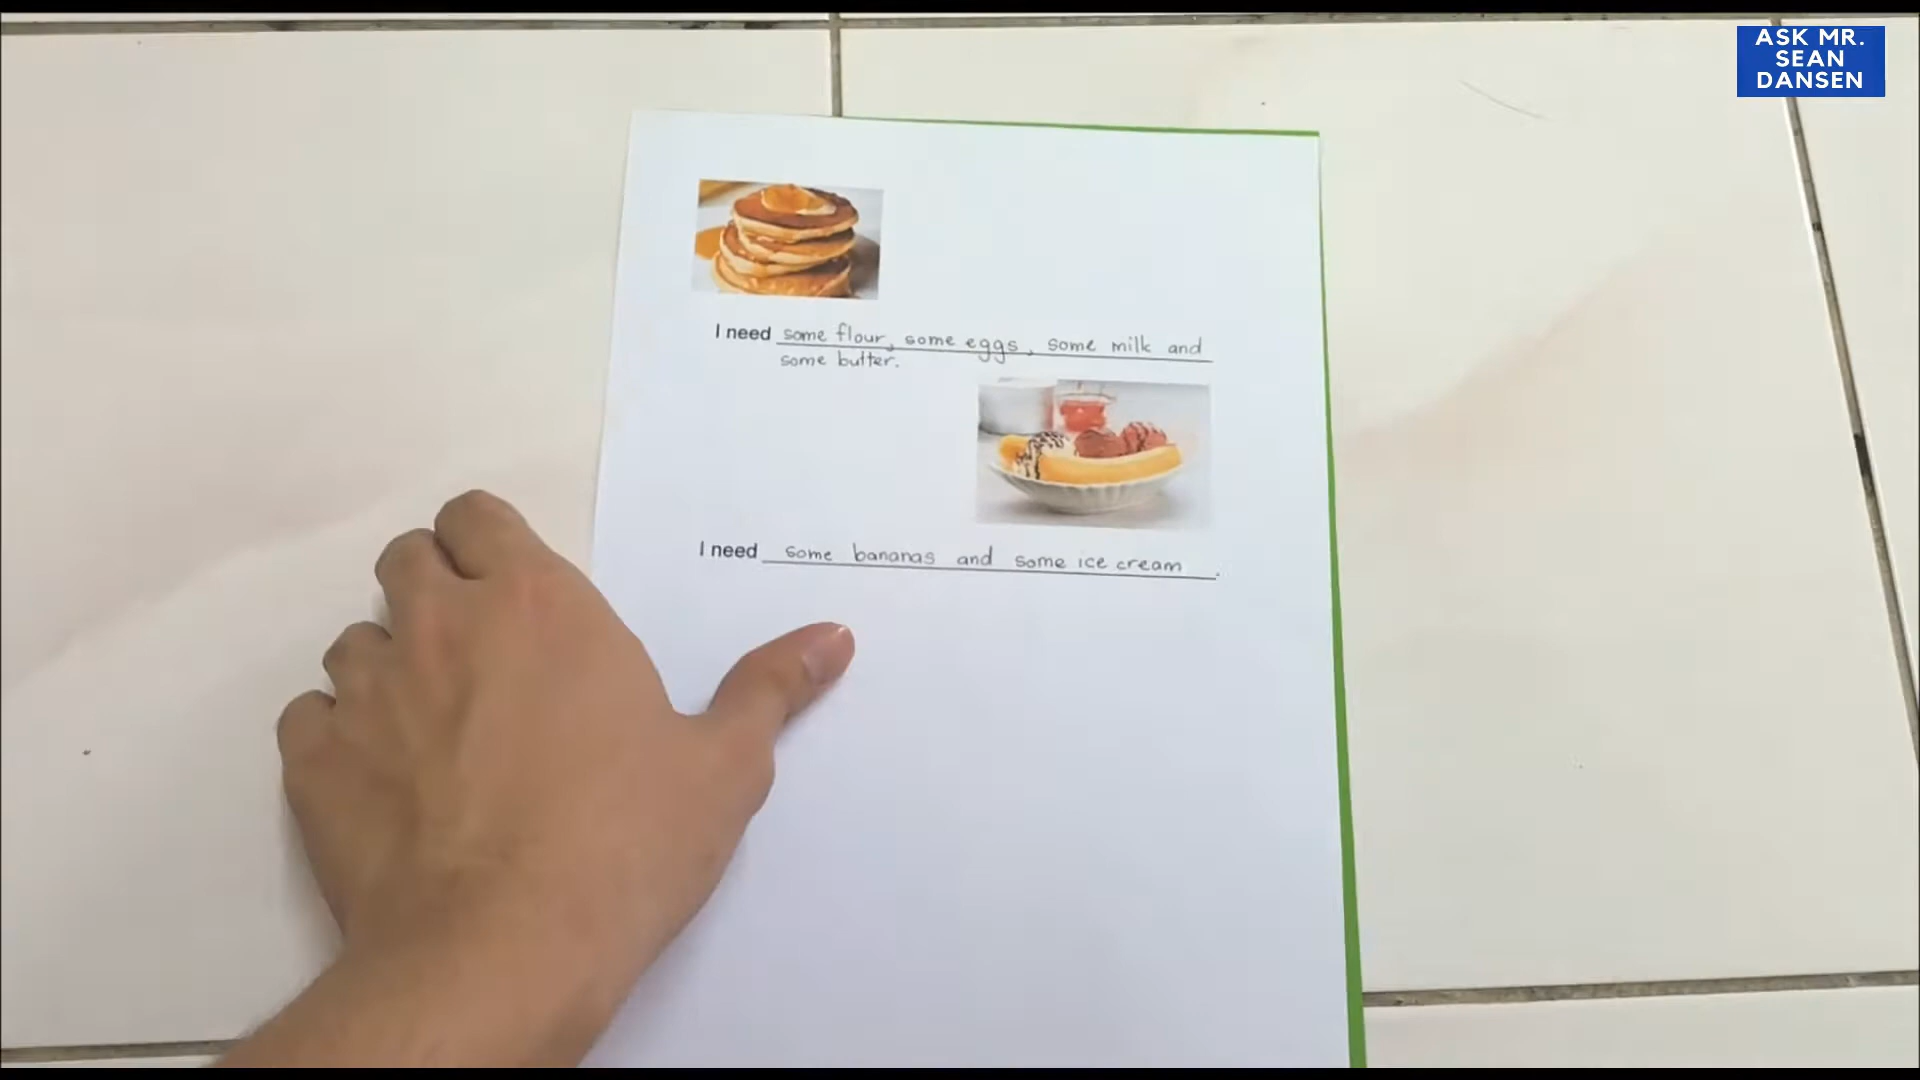 ASK MR.
SEAN
DANSEN
I need some flour, some eggs, some milk and
some butter.
I need some bananas and some ice cream.